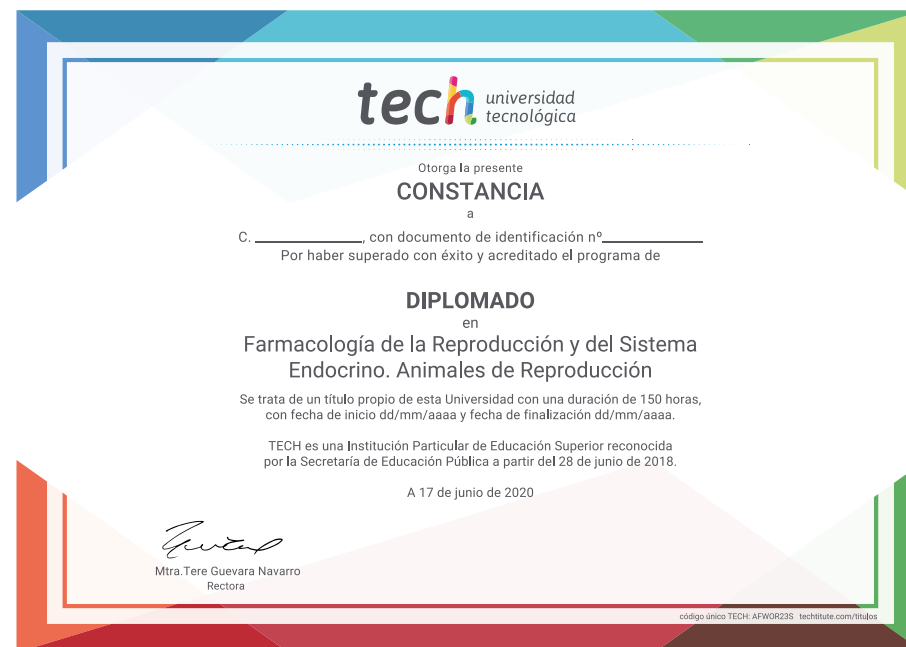 tech universidad
tecnológica
Otorga la presente
CONSTANCIA
a
C. ____________, con documento de identificación nº____________
Por haber superado con éxito y acreditado el programa de
DIPLOMADO
en
Farmacología de la Reproducción y del Sistema
Endocrino. Animales de Reproducción
Se trata de un título propio de esta Universidad con una duración de 150 horas,
con fecha de inicio dd/mm/aaaa y fecha de finalización dd/mm/aaaa.
TECH es una Institución Particular de Educación Superior reconocida
por la Secretaría de Educación Pública a partir del 28 de junio de 2018.
A 17 de junio de 2020
Mtra.Tere Guevara Navarro
Rectora
código único TECH: AFWOR23S techtitute.com/titulos